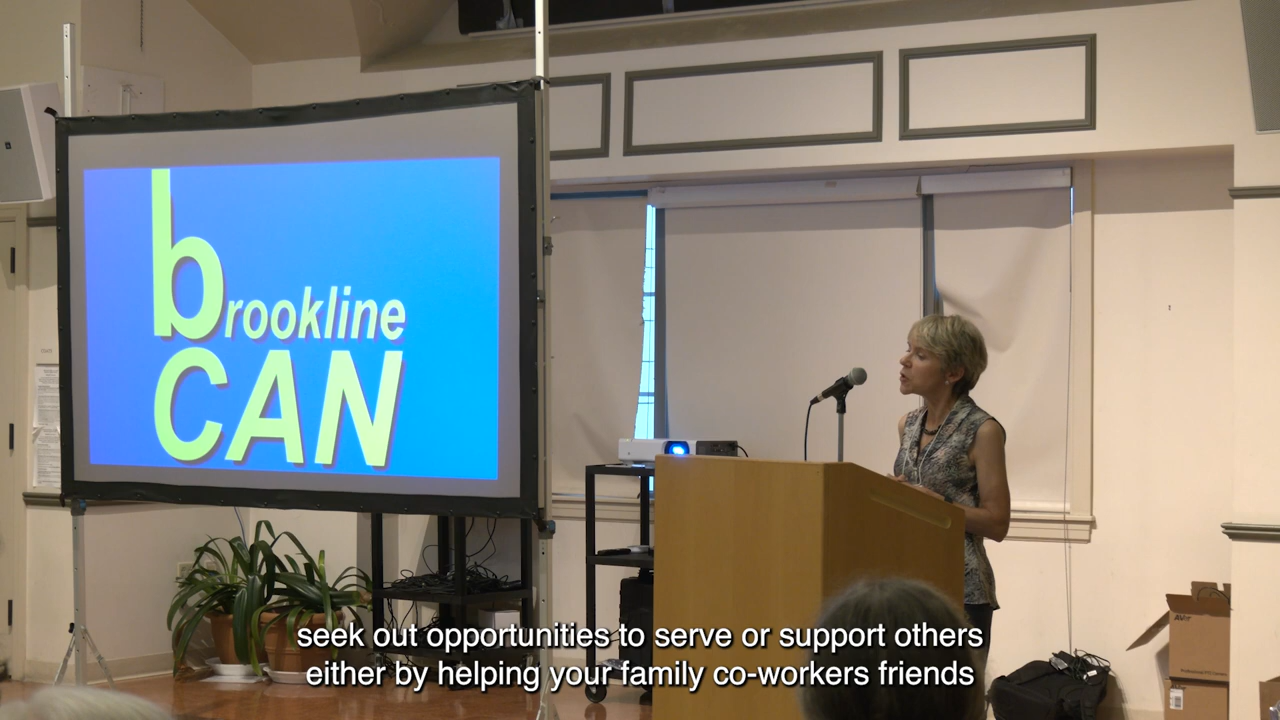 brookline
CAN
seek out opportunities to serve or support others
either by helping your family co-workers friends